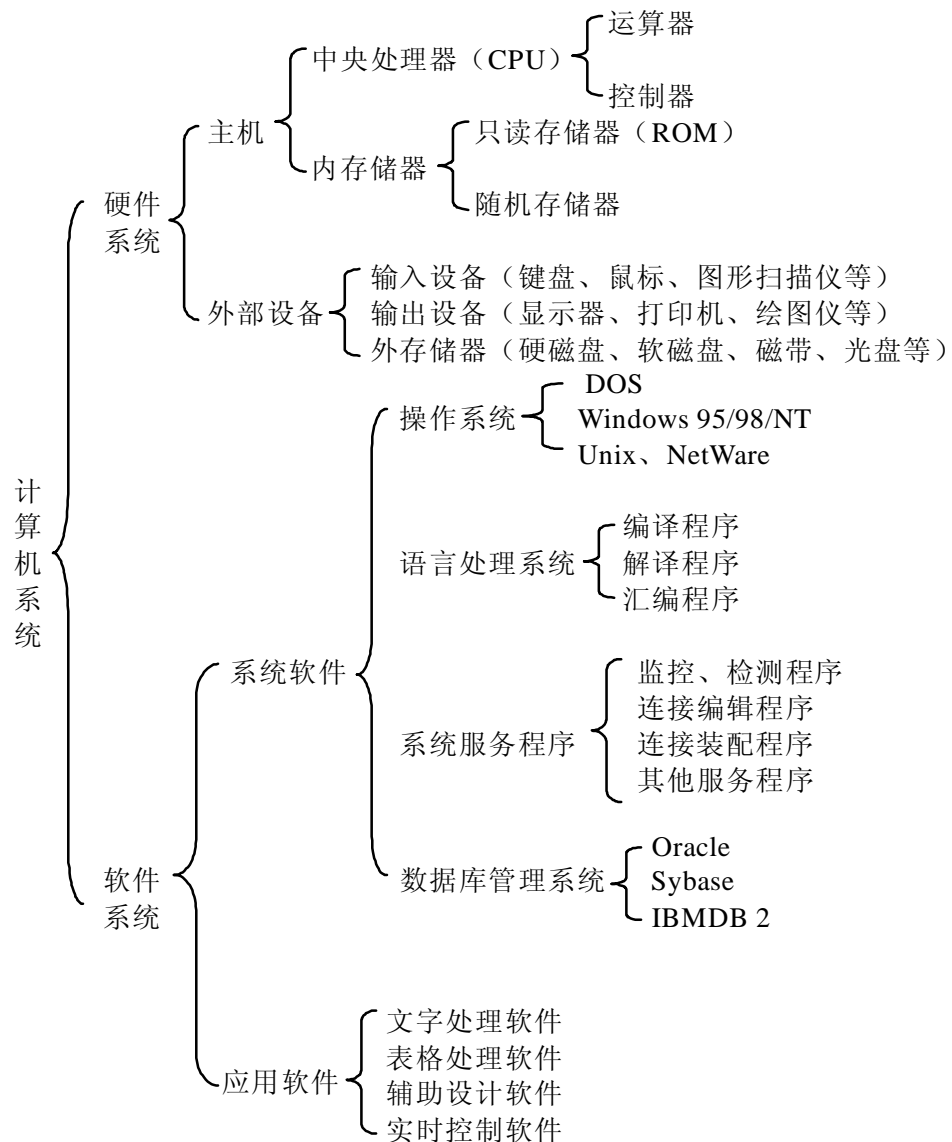 运算器
中央处理器（CPU）
控制器
主机
只读存储器（ROM）
内存储器
随机存储器
硬件
系统
输入设备（键盘、鼠标、图形扫描仪等）
外部设备
输出设备（显示器、打印机、绘图仪等）
外存储器（硬磁盘、软磁盘、磁带、光盘等）
计
算
机
系
统
DOS
操作系统
Windows 95/98/NT
Unix、NetWare
编译程序
语言处理系统
解译程序
汇编程序
系统软件
监控、检测程序
连接编辑程序
系统服务程序
连接装配程序
其他服务程序
Oracle
数据库管理系统
Sybase
IBMDB 2
软件
系统
文字处理软件
表格处理软件
应用软件
辅助设计软件
实时控制软件